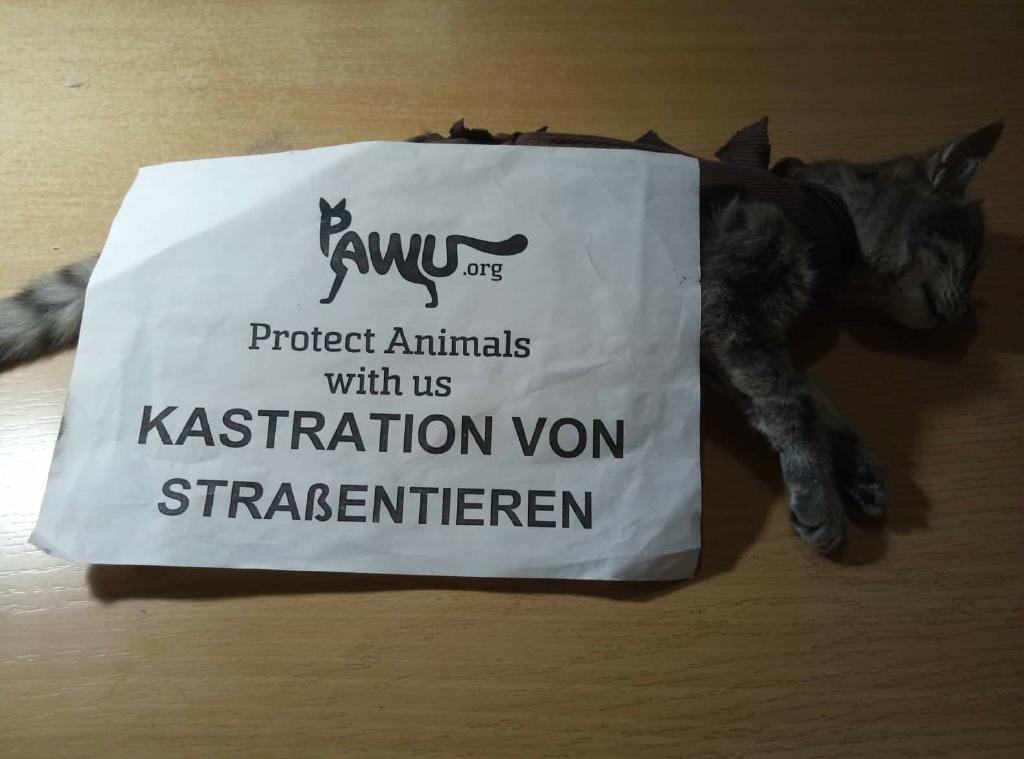 PAWU.org
Protect Animals
with us
KASTRATION VON
STRAßENTIEREN